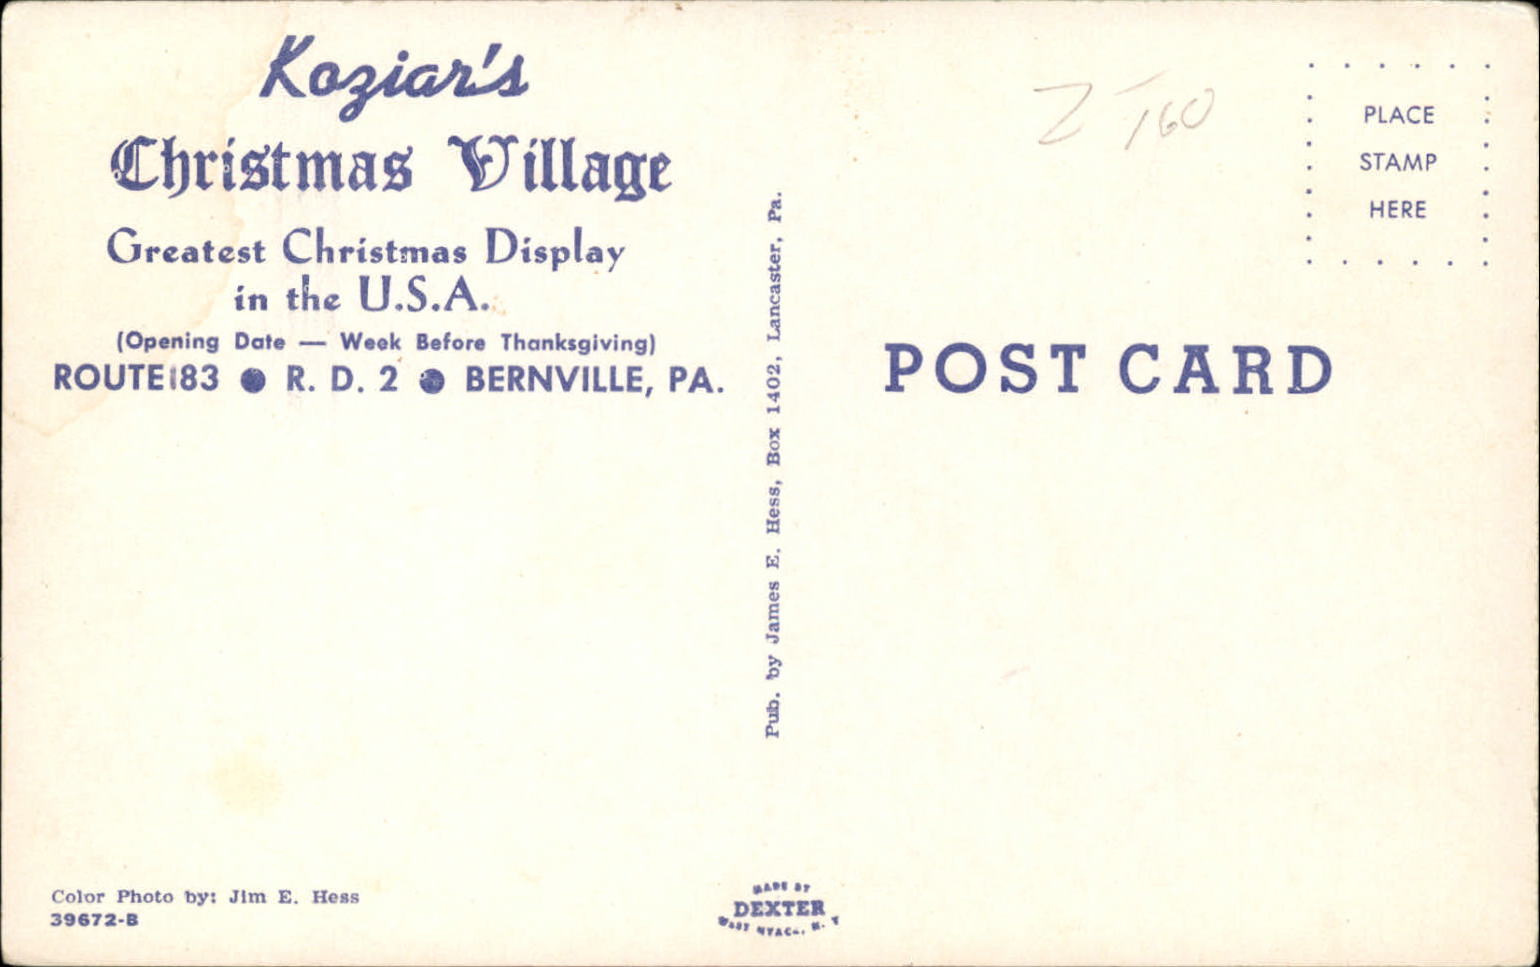 Koziar's
Christmas Village
Greatest Christmas Display
in the U.S.A.
(Opening Date — Week Before Thanksgiving)
ROUTE 183 ● R. D. 2 ● BERNVILLE, PA.
Color Photo by: Jim E. Hess
39672-B
Pub. by James E. Hess, Box 1402, Lancaster, Pa.
MADE BY
DEXTER
WEST NYACK, N. Y.
160
PLACE
STAMP
HERE
POST CARD